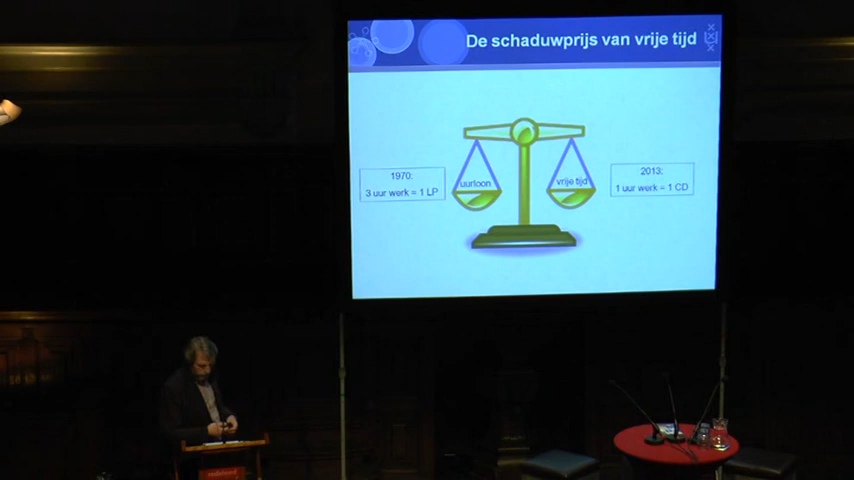 De schaduwprijs van vrije tijd
1970:
3 uur werk = 1 LP
uurloon
vrije tijd
2013:
1 uur werk = 1 CD